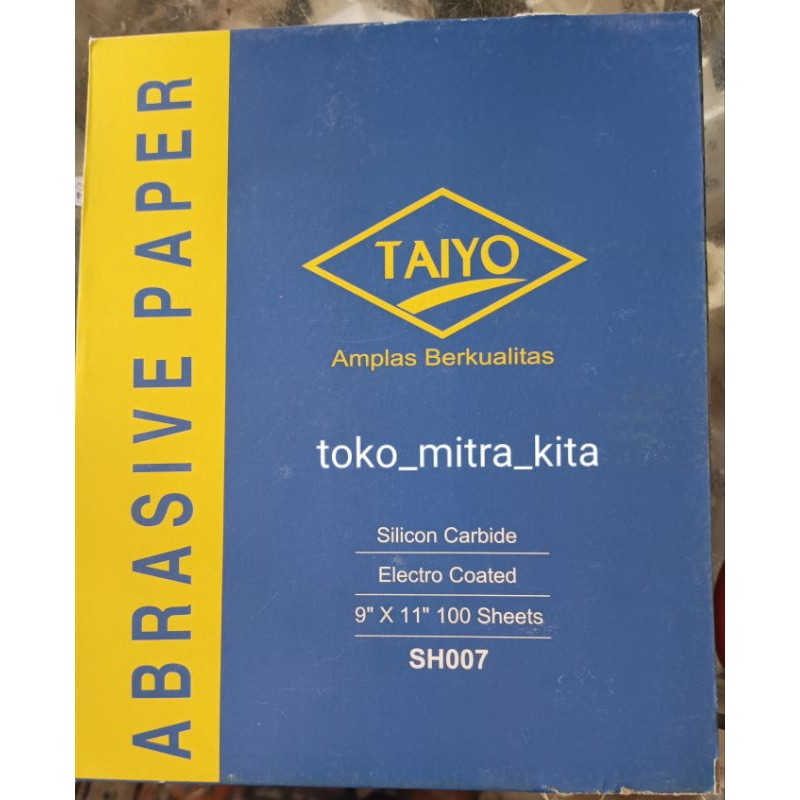 ABRASIVE PAPER
TAIYO
Amplas Berkualitas
toko_mitra_kita
Silicon Carbide
Electro Coated
9" X 11" 100 Sheets
SH007